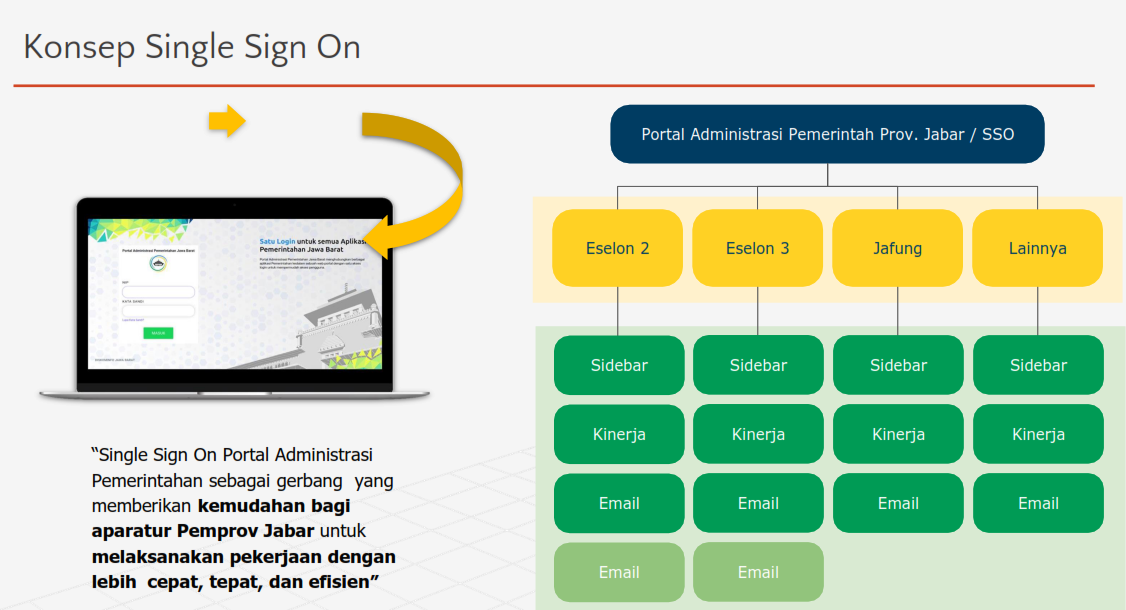 Konsep Single Sign On
Portal Administrasi Pemerintah Prov. Jabar / SSO
Eselon 2
Eselon 3
Jafung
Lainnya
Sidebar
Sidebar
Sidebar
Sidebar
Kinerja
Kinerja
Kinerja
Kinerja
Email
Email
Email
Email
Email
Email
Satu Login untuk semua Aplikasi
Pemerintahan Jawa Barat
Portal Administrasi Pemerintahan Jawa Barat
NIP
KATA SANDI
MASUK
“Single Sign On Portal Administrasi
Pemerintahan sebagai gerbang yang
memberikan kemudahan bagi
aparatur Pemprov Jabar untuk
melaksanakan pekerjaan dengan
lebih cepat, tepat, dan efisien”